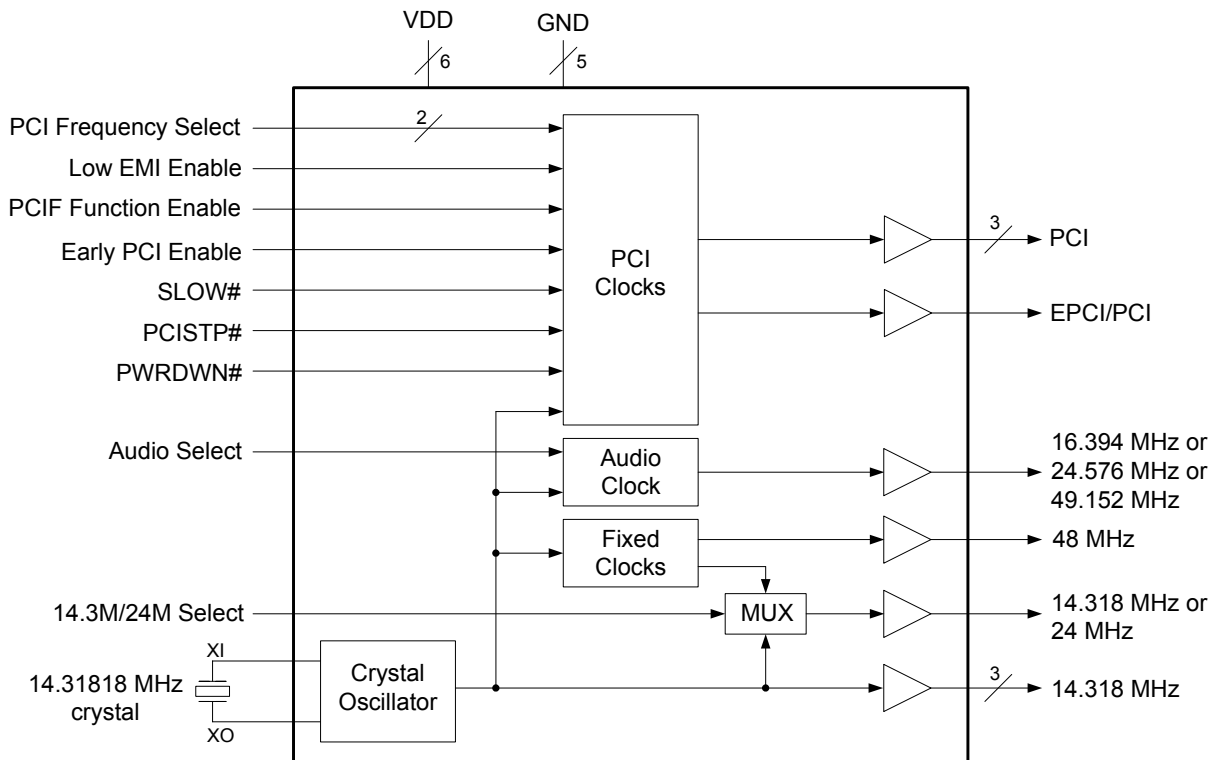 VDD
GND
6
5
PCI Frequency Select
2
Low EMI Enable
PCIF Function Enable
Early PCI Enable
SLOW#
PCISTP#
PWRDWN#
PCI
Clocks
3
PCI
EPCI/PCI
Audio Select
Audio
Clock
16.394 MHz or
24.576 MHz or
49.152 MHz
Fixed
Clocks
48 MHz
14.3M/24M Select
MUX
14.318 MHz or
24 MHz
XI
14.31818 MHz
crystal
XO
Crystal
Oscillator
3
14.318 MHz